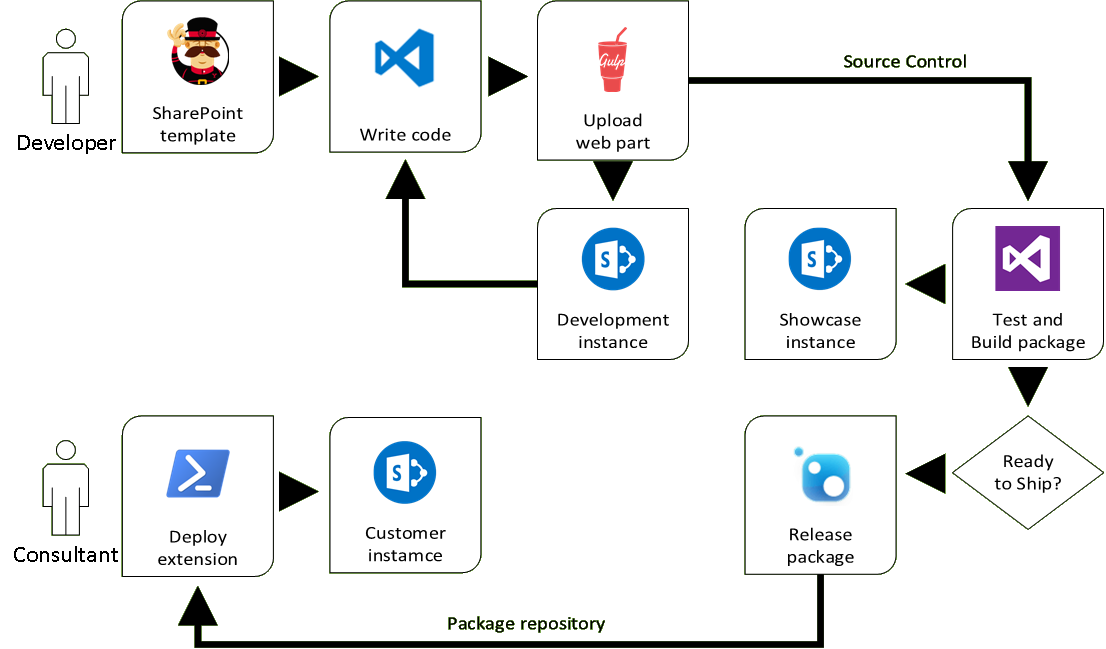 Developer
SharePoint
template
Write code
Gulp
Upload
web part
Source Control
S
Development
instance
S
Showcase
instance
Test and
Build package
Consultant
Deploy
extension
S
Customer
instamce
Release
package
Ready
to Ship?
Package repository